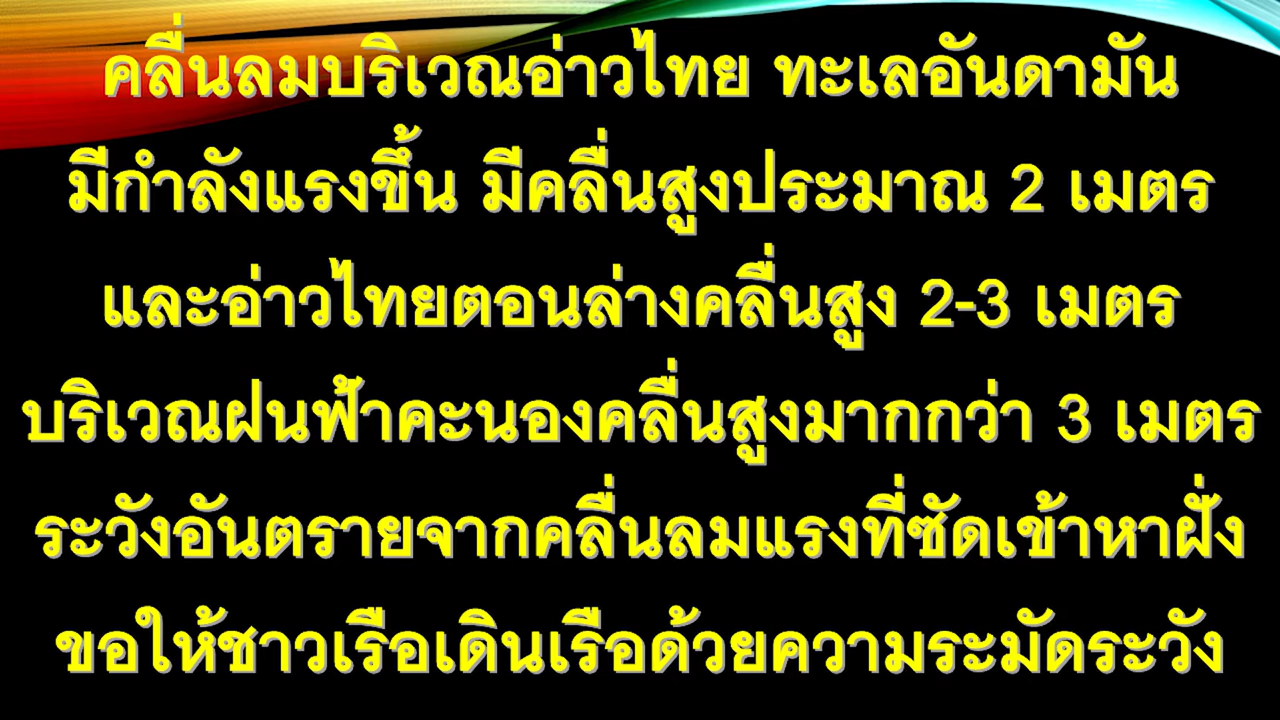 คลื่นลมบริเวณอ่าวไทย ทะเลอันดามัน
มีกำลังแรงขึ้น มีคลื่นสูงประมาณ 2 เมตร
และอ่าวไทยตอนล่างคลื่นสูง 2-3 เมตร
บริเวณฝนฟ้าคะนองคลื่นสูงมากกว่า 3 เมตร
ระวังอันตรายจากคลื่นลมแรงที่ซัดเข้าหาฝั่ง
ขอให้ชาวเรือเดินเรือด้วยความระมัดระวัง